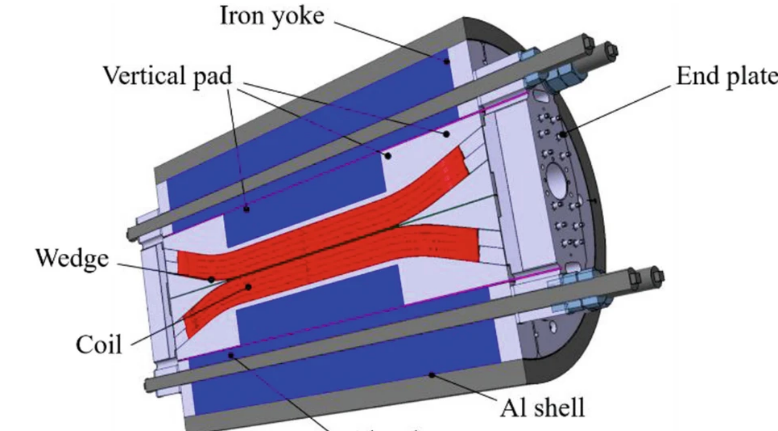 Iron yoke
Vertical pad
End plate
Wedge
Coil
Al shell